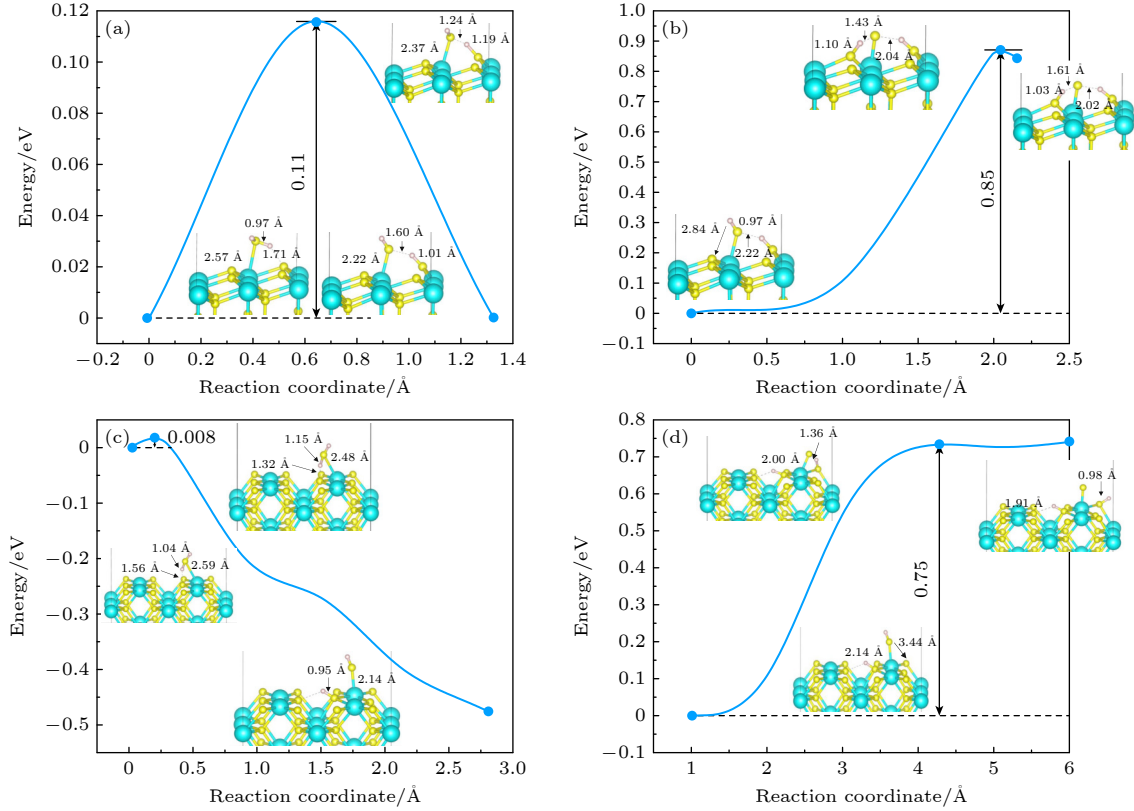 (a)
0.12
0.10
0.08
0.06
0.04
0.02
0
Energy/eV
−0.2
0
0.2
0.4
0.6
0.8
1.0
1.2
1.4
Reaction coordinate/Å
0.11
1.24 Å
1.19 Å
2.37 Å
0.97 Å
2.57 Å
1.71 Å
1.60 Å
2.22 Å
1.01 Å
(b)
1.0
0.9
0.8
0.7
0.6
0.5
0.4
0.3
0.2
0.1
0
−0.1
Energy/eV
0
0.5
1.0
1.5
2.0
2.5
Reaction coordinate/Å
0.85
1.43 Å
1.10 Å
2.04 Å
1.61 Å
1.03 Å
2.02 Å
2.84 Å
0.97 Å
2.22 Å
(c)
0
−0.1
−0.2
−0.3
−0.4
−0.5
Energy/eV
0
0.5
1.0
1.5
2.0
2.5
3.0
Reaction coordinate/Å
0.008
1.15 Å
1.32 Å
2.48 Å
1.04 Å
1.56 Å
2.59 Å
0.95 Å
2.14 Å
(d)
0.8
0.7
0.6
0.5
0.4
0.3
0.2
0.1
0
−0.1
Energy/eV
1
2
3
4
5
6
Reaction coordinate/Å
0.75
1.36 Å
2.00 Å
0.98 Å
1.91 Å
3.44 Å
2.14 Å